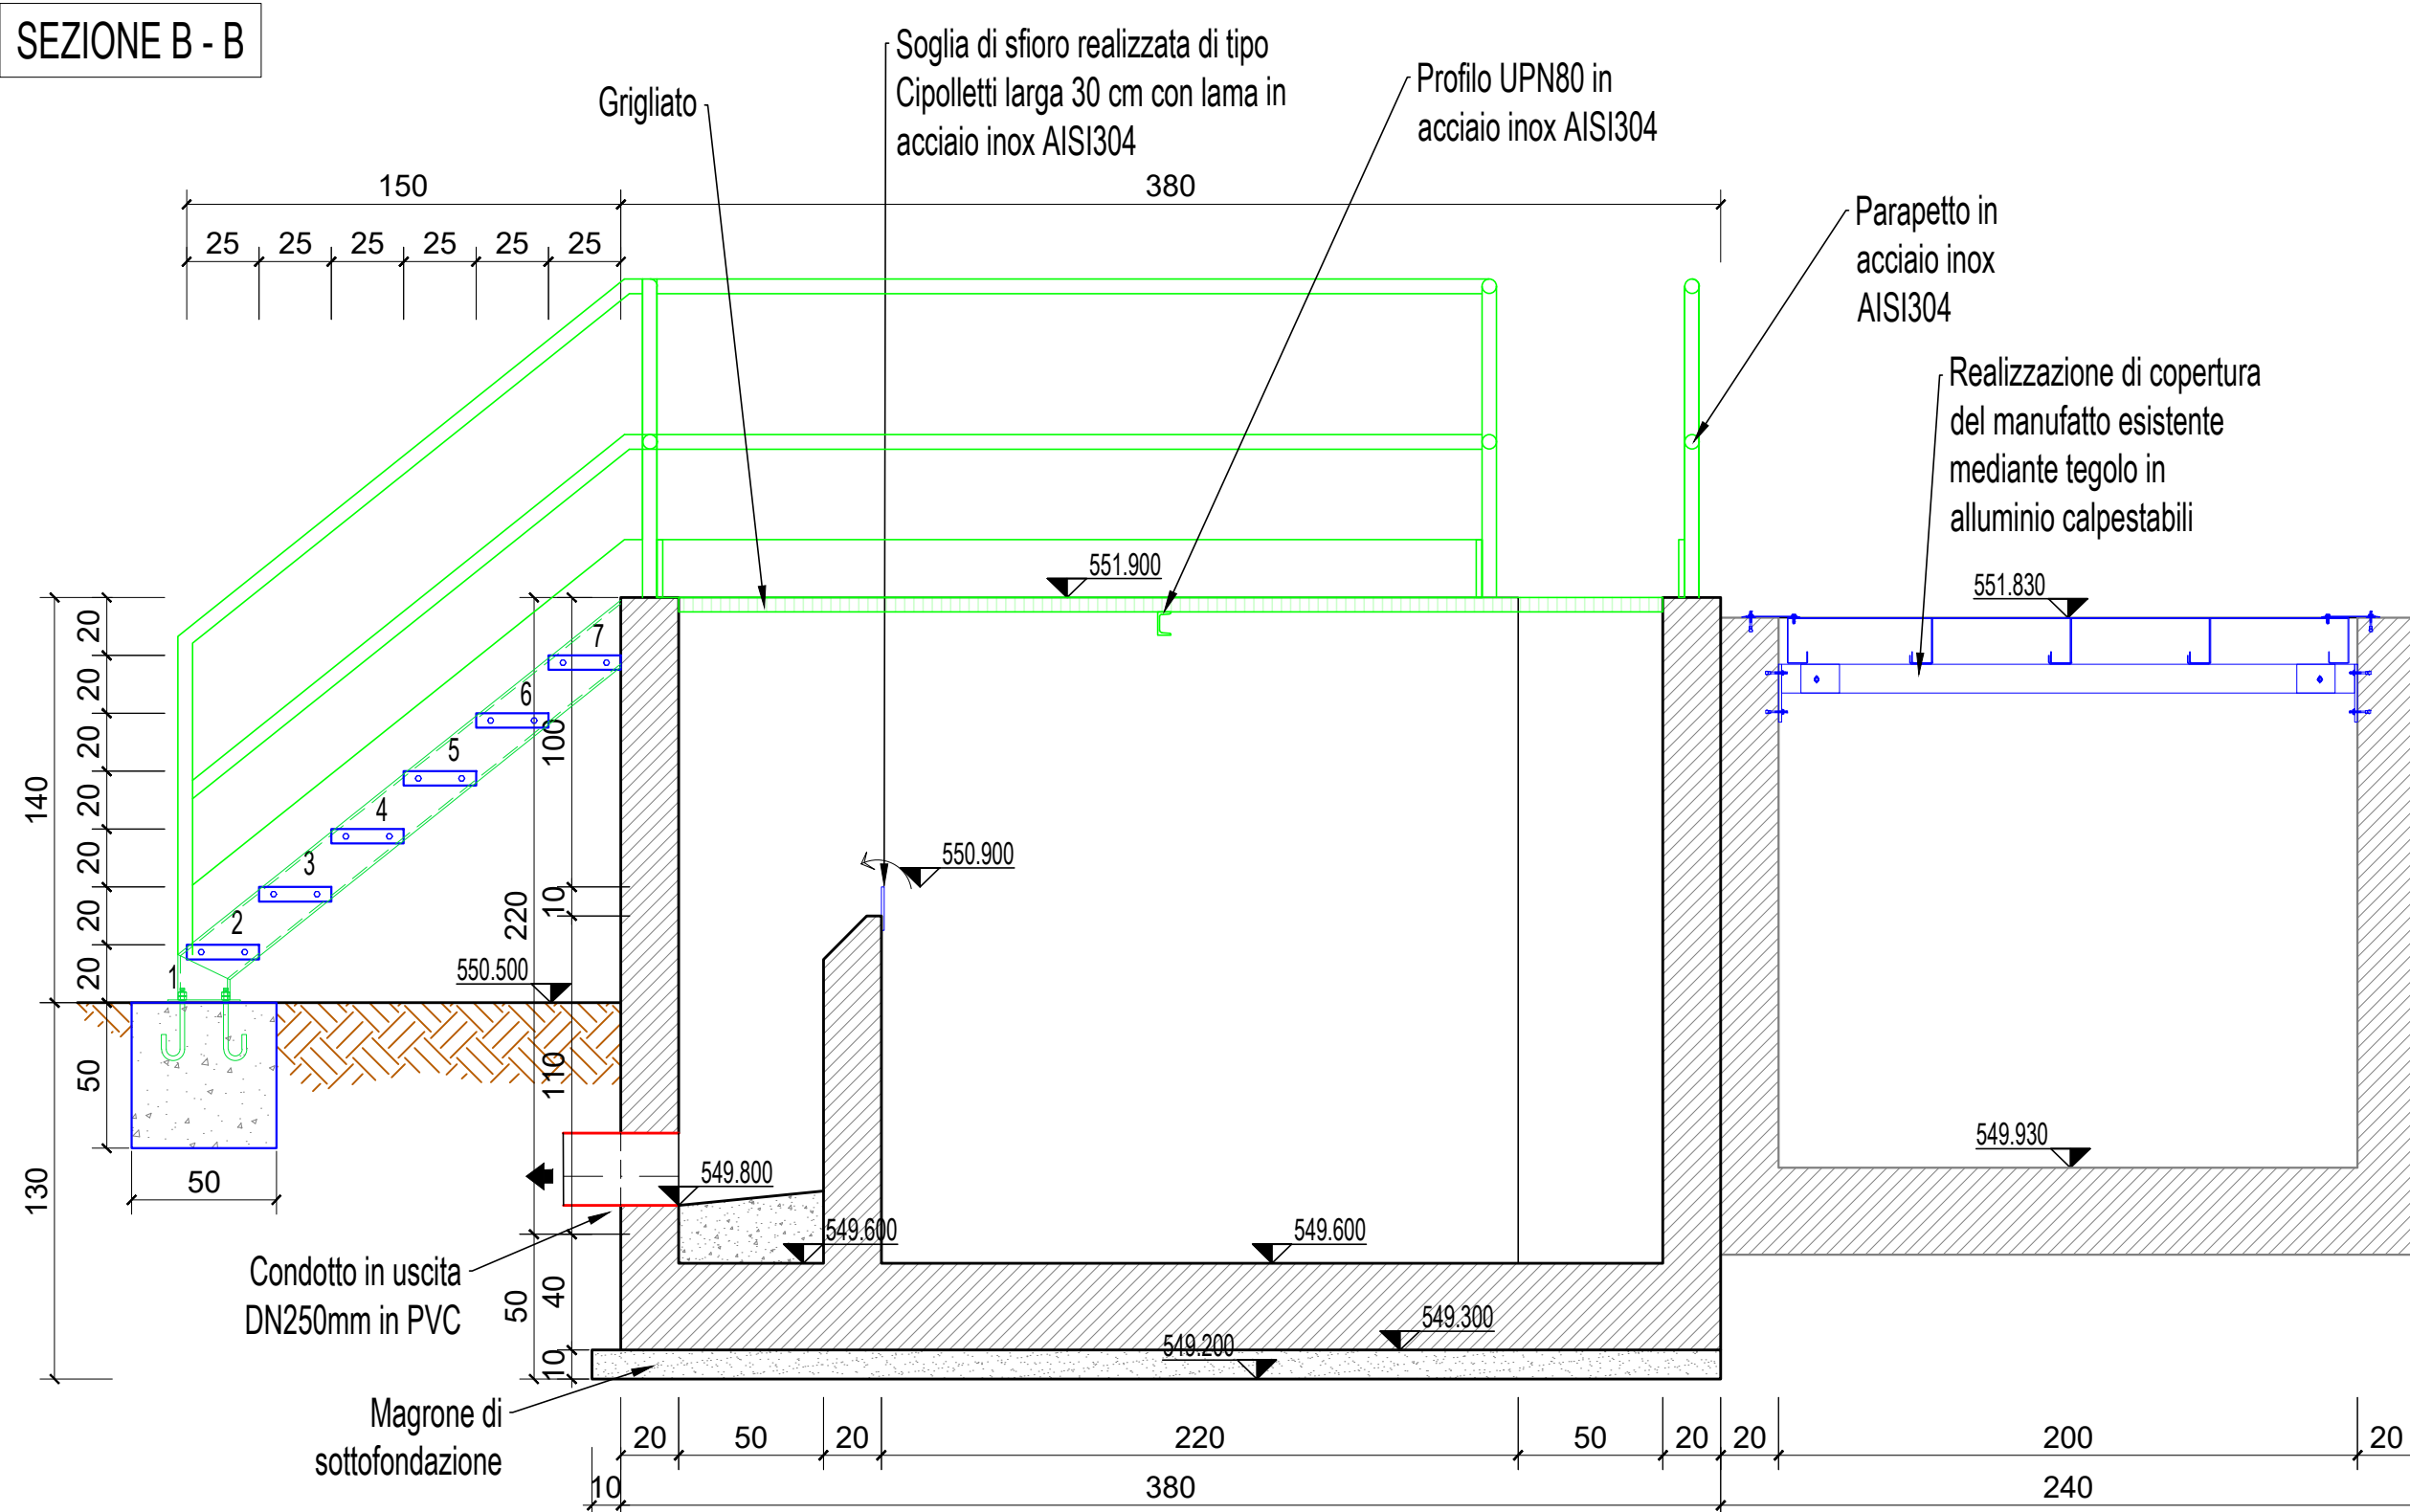 SEZIONE B - B
Soglia di sfioro realizzata di tipo
Cipolletti larga 30 cm con lama in
acciaio inox AISI304
Grigliato
Profilo UPN80 in
acciaio inox AISI304
Parapetto in
acciaio inox
AISI304
Realizzazione di copertura
del manufatto esistente
mediante tegolo in
alluminio calpestabili
150
380
25 25 25 25 25 25
551.900
551.830
550.900
550.500
549.930
549.800
549.600
549.600
549.300
549.200
7
6
5
4
3
2
1
140
130
20
20
20
20
20
20
20
50
50
220
50
100
10
110
40
10
Condotto in uscita
DN250mm in PVC
Magrone di
sottofondazione
20 50 20 220 50 20 20 200 20
10 380 240